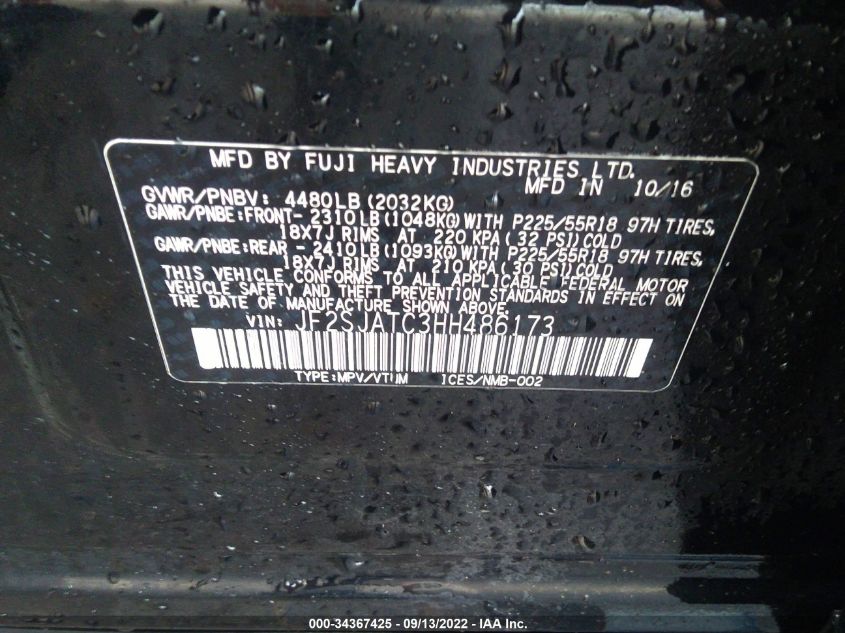 MFD BY FUJI HEAVY INDUSTRIES LTD.
MFD IN 10/16
GVWR/PNBV: 4480LB(2032KG)
GAWR/PNBE:FRONT- 2310LB(1048KG)WITH P225/55R18 97H TIRES,
18X7J RIMS AT 220 KPA(32 PSI)COLD
GAWR/PNBE:REAR -2410LB(1093KG)WITH P225/55R18 97H TIRES,
18X7J RIMS AT 210 KPA(30 PSI)COLD
THIS VEHICLE CONFORMS TO ALL APPLICABLE FEDERAL MOTOR
VEHICLE SAFETY AND THEFT PREVENTION STANDARDS IN EFFECT ON
THE DATE OF MANUFACTURE SHOWN ABOVE.
VIN: JF2SJATC3HH486173
TYPE:MPV/VTUM ICES/NMB-002
000-34367425 - 09/13/2022 - IAA Inc.